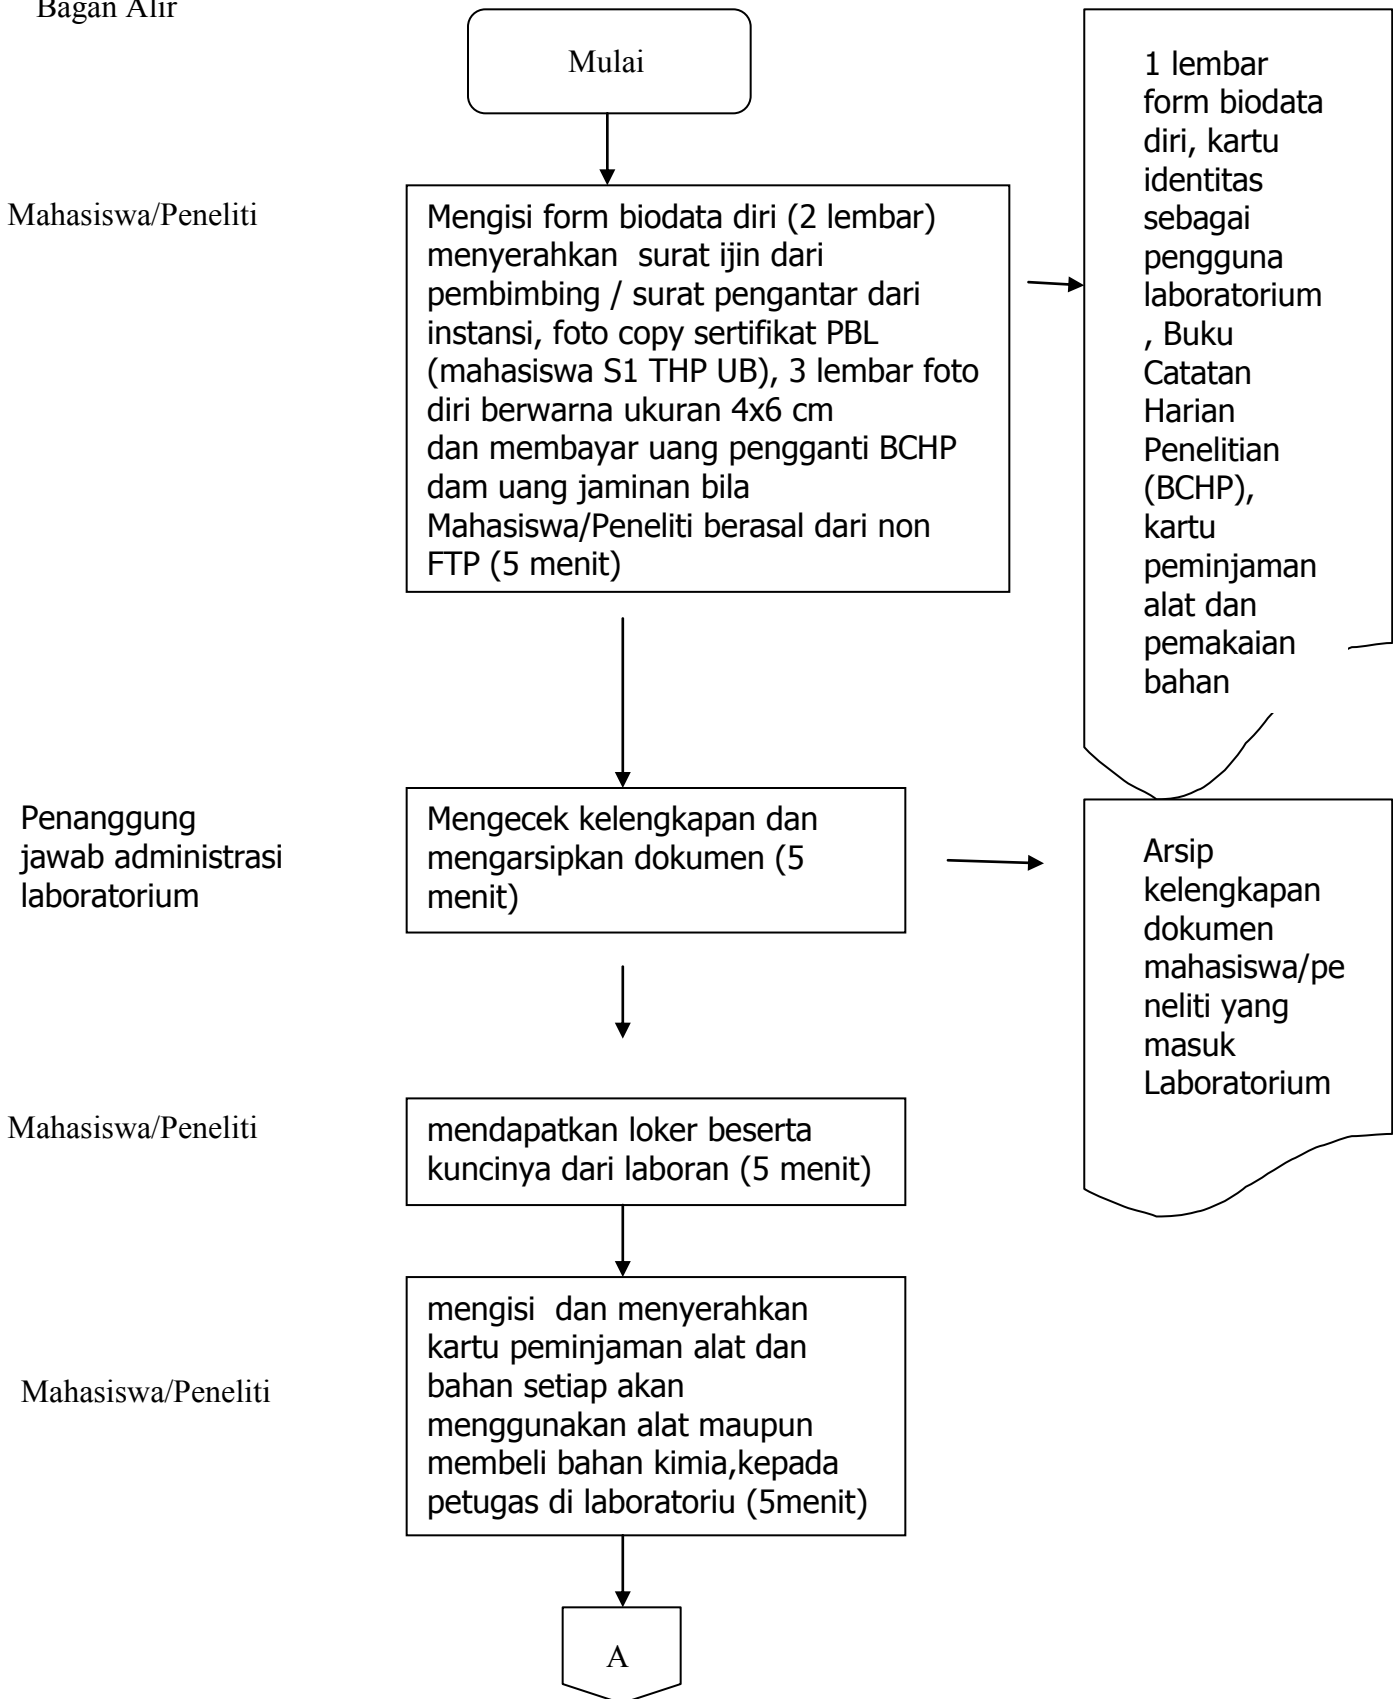 Bagan Alir
Mulai
Mahasiswa/Peneliti
Mengisi form biodata diri (2 lembar)
menyerahkan  surat ijin dari
pembimbing / surat pengantar dari
instansi, foto copy sertifikat PBL
(mahasiswa S1 THP UB), 3 lembar foto
diri berwarna ukuran 4x6 cm
dan membayar uang pengganti BCHP
dam uang jaminan bila
Mahasiswa/Peneliti berasal dari non
FTP (5 menit)
1 lembar
form biodata
diri, kartu
identitas
sebagai
pengguna
laboratorium
, Buku
Catatan
Harian
Penelitian
(BCHP),
kartu
peminjaman
alat dan
pemakaian
bahan
Penanggung
jawab administrasi
laboratorium
Mengecek kelengkapan dan
mengarsipkan dokumen (5
menit)
Arsip
kelengkapan
dokumen
mahasiswa/pe
neliti yang
masuk
Laboratorium
Mahasiswa/Peneliti
mendapatkan loker beserta
kuncinya dari laboran (5 menit)
Mahasiswa/Peneliti
mengisi  dan menyerahkan
kartu peminjaman alat dan
bahan setiap akan
menggunakan alat maupun
membeli bahan kimia,kepada
petugas di laboratoriu (5menit)
A